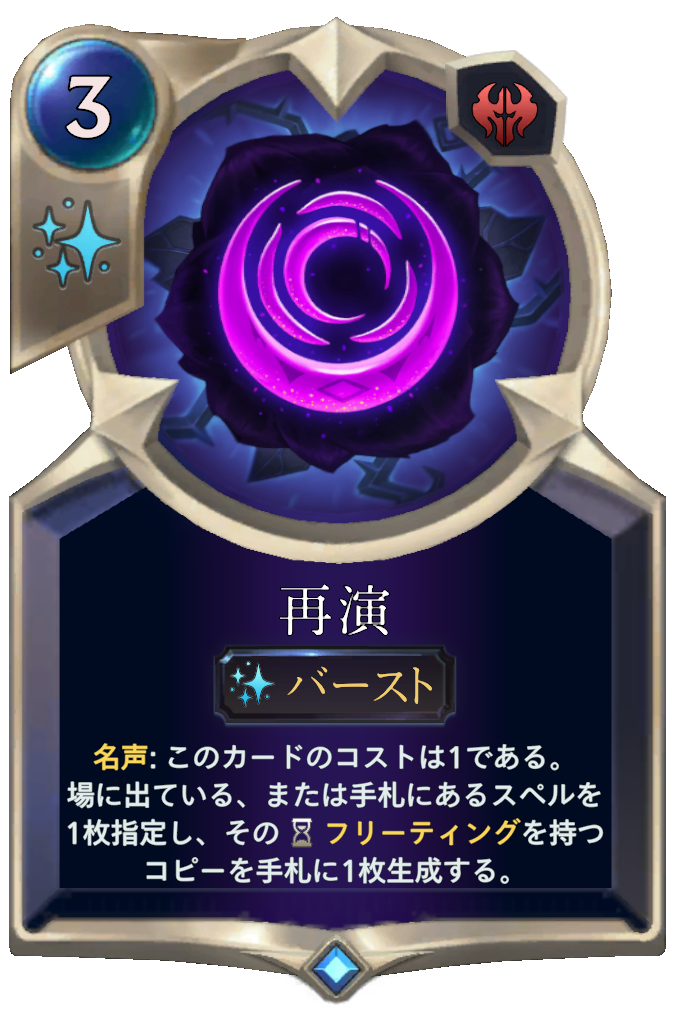 3
再演
バースト
名声: このカードのコストは1である。
場に出ている、または手札にあるスペルを
1枚指定し、その フリーティングを持つ
コピーを手札に1枚生成する。